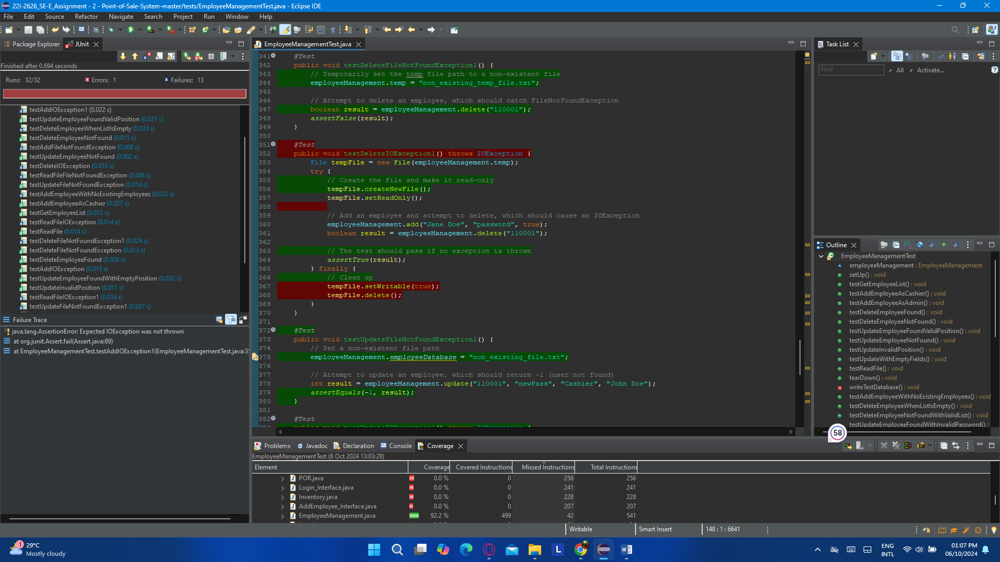 22I-2626_SE-E_Assignment - 2 - Point-of-Sale-System-master/tests/EmployeeManagementTest.java - Eclipse IDE
File Edit Source Refactor Navigate Search Project Run Window Help
Package Explorer JUnit
Finished after 0.694 seconds
Runs: 32/32 Errors: 1 Failures: 13
testAddIOException1 (0.022 s)
testUpdateEmployeeFoundValidPosition (0.031 s)
testDeleteEmployeeWhenListIsEmpty (0.033 s)
testDeleteEmployeeNotFound (0.015 s)
testAddFileNotFoundException (0.008 s)
testUpdateEmployeeNotFound (0.002 s)
testDeleteIOException (0.010 s)
testReadFileFileNotFoundException (0.008 s)
testUpdateFileNotFoundException (0.014 s)
testAddEmployeeWithNoExistingEmployees (0.022 s)
testAddEmployeeAsCashier (0.027 s)
testGetEmployeeList (0.012 s)
testReadFileIOException (0.014 s)
testReadFile (0.014 s)
testDeleteFileNotFoundException1 (0.024 s)
testDeleteFileNotFoundException (0.013 s)
testDeleteEmployeeFound (0.026 s)
testAddIOException (0.015 s)
testUpdateEmployeeFoundWithEmptyPosition (0.032 s)
testUpdateInvalidPosition (0.011 s)
testReadFileIOException1 (0.014 s)
testUpdateFileNotFoundException1 (0.027 s)
Failure Trace
java.lang.AssertionError: Expected IOException was not thrown
at org.junit.Assert.fail(Assert.java:89)
at EmployeeManagementTest.testAddIOException1(EmployeeManagementTest.java:3
EmployeeManagementTest.java
341 @Test
342 public void testDeleteFileNotFoundException1() {
343 // Temporarily set the temp file path to a non-existent file
344 employeeManagement.temp = "non_existing_temp_file.txt";
345
346 // Attempt to delete an employee, which should catch FileNotFoundException
347 boolean result = employeeManagement.delete("110001");
348 assertFalse(result);
349 }
350
351 @Test
352 public void testDeleteIOException1() throws IOException {
353 File tempFile = new File(employeeManagement.temp);
354 try {
355 // Create the file and make it read-only
356 tempFile.createNewFile();
357 tempFile.setReadOnly();
358
359 // Add an employee and attempt to delete, which should cause an IOException
360 employeeManagement.add("Jane Doe", "password", true);
361 boolean result = employeeManagement.delete("110001");
362
363 // The test should pass if no exception is thrown
364 assertTrue(result);
365 } finally {
366 // Clean up
367 tempFile.setWritable(true);
368 tempFile.delete();
369 }
370 }
371
372 @Test
373 public void testUpdateFileNotFoundException1() {
374 // Set a non-existent file path
375 employeeManagement.employeeDatabase = "non_existing_file.txt";
376
377 // Attempt to update an employee, which should return -1 (user not found)
378 int result = employeeManagement.update("110001", "newPass", "Cashier", "John Doe");
379 assertEquals(-1, result);
380 }
381
382 @Test
383 public void testUpdateIOException1() throws IOException {
Task List
Find All Activate...
Outline
EmployeeManagementTest
employeeManagement : EmployeeManagement
setUp() : void
testGetEmployeeList() : void
testAddEmployeeAsCashier() : void
testAddEmployeeAsAdmin() : void
testDeleteEmployeeFound() : void
testDeleteEmployeeNotFound() : void
testUpdateEmployeeFoundValidPosition() : void
testUpdateEmployeeNotFound() : void
testUpdateInvalidPosition() : void
testUpdateWithEmptyFields() : void
testReadFile() : void
tearDown() : void
writeTestDatabase() : void
testAddEmployeeWithNoExistingEmployees() : void
testDeleteEmployeeWhenListIsEmpty() : void
testDeleteEmployeeNotFoundWithValidList() : void
testUpdateEmployeeFoundWithInvalidPassword() :
58
Problems Javadoc Declaration Console Coverage
EmployeeManagementTest (6 Oct 2024 13:03:28)
Element Coverage Covered Instructions Missed Instructions Total Instructions
POR.java 0.0 % 0 256 256
Login_Interface.java 0.0 % 0 241 241
Inventory.java 0.0 % 0 228 228
AddEmployee_Interface.java 0.0 % 0 207 207
EmployeeManagement.java 92.2 % 499 42 541
Writable Smart Insert 148 : 1 : 6641
1
29°C
Mostly cloudy
ENG
INTL
01:07 PM
06/10/2024